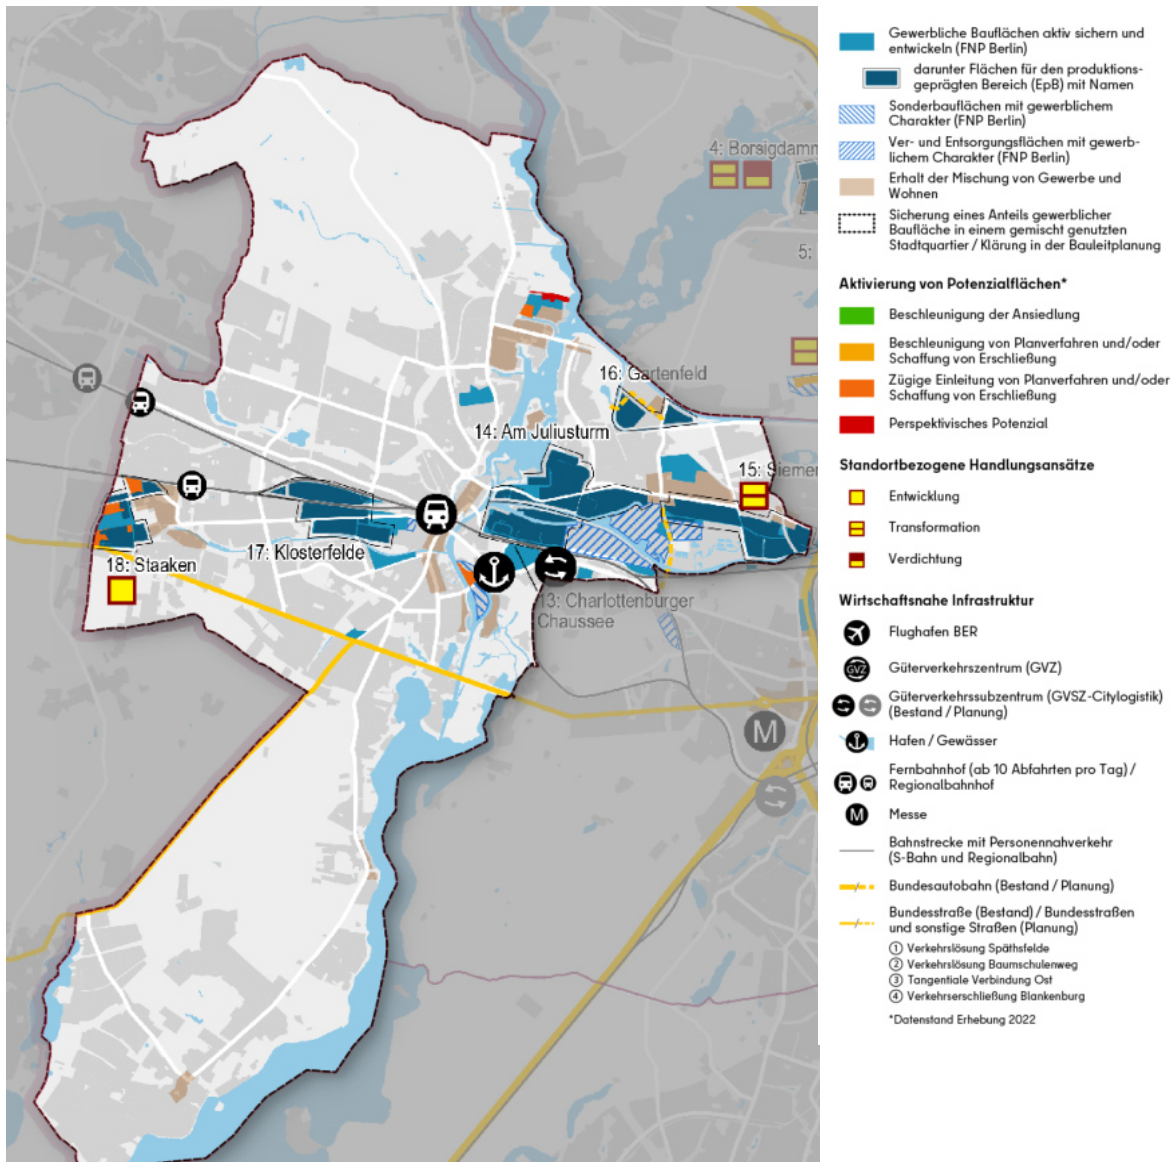 4: Borsigdamm
5:
16: Gartenfeld
14: Am Juliusturm
15: Siemen
17: Klosterfelde
18: Staaken
13: Charlottenburger
Chaussee
M
Gewerbliche Bauflächen aktiv sichern und
entwickeln (FNP Berlin)
darunter Flächen für den produktions-
geprägten Bereich (EpB) mit Namen
Sonderbauflächen mit gewerblichem
Charakter (FNP Berlin)
Ver- und Entsorgungsflächen mit gewerb-
lichem Charakter (FNP Berlin)
Erhalt der Mischung von Gewerbe und
Wohnen
Sicherung eines Anteils gewerblicher
Baufläche in einem gemischt genutzten
Stadtquartier / Klärung in der Bauleitplanung
Aktivierung von Potenzialflächen*
Beschleunigung der Ansiedlung
Beschleunigung von Planverfahren und/oder
Schaffung von Erschließung
Zügige Einleitung von Planverfahren und/oder
Schaffung von Erschließung
Perspektivisches Potenzial
Standortbezogene Handlungsansätze
Entwicklung
Transformation
Verdichtung
Wirtschaftsnahe Infrastruktur
Flughafen BER
GVZ Güterverkehrszentrum (GVZ)
Güterverkehrssubzentrum (GVSZ-Citylogistik)
(Bestand / Planung)
Hafen / Gewässer
Fernbahnhof (ab 10 Abfahrten pro Tag) /
Regionalbahnhof
M Messe
Bahnstrecke mit Personennahverkehr
(S-Bahn und Regionalbahn)
Bundesautobahn (Bestand / Planung)
Bundesstraße (Bestand) / Bundesstraßen
und sonstige Straßen (Planung)
① Verkehrslösung Späthsfelde
② Verkehrslösung Baumschulenweg
③ Tangentiale Verbindung Ost
④ Verkehrserschließung Blankenburg
*Datenstand Erhebung 2022